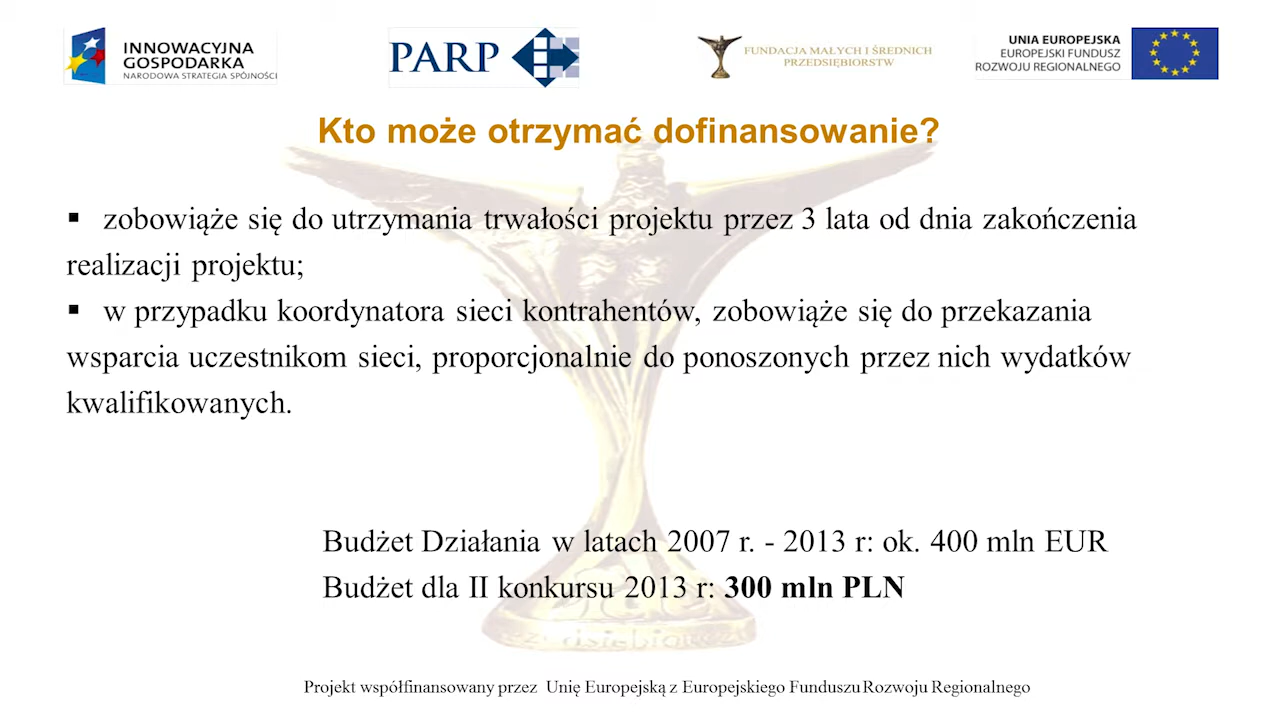 INNOWACYJNA
GOSPODARKA
NARODOWA STRATEGIA SPÓJNOŚCI
PARP
FUNDACJA MAŁYCH I ŚREDNICH
PRZEDSIĘBIORSTW
UNIA EUROPEJSKA
EUROPEJSKI FUNDUSZ
ROZWOJU REGIONALNEGO
Kto może otrzymać dofinansowanie?
▪ zobowiąże się do utrzymania trwałości projektu przez 3 lata od dnia zakończenia
realizacji projektu;
▪ w przypadku koordynatora sieci kontrahentów, zobowiąże się do przekazania
wsparcia uczestnikom sieci, proporcjonalnie do ponoszonych przez nich wydatków
kwalifikowanych.
Budżet Działania w latach 2007 r. - 2013 r: ok. 400 mln EUR
Budżet dla II konkursu 2013 r: 300 mln PLN
Projekt współfinansowany przez Unię Europejską z Europejskiego Funduszu Rozwoju Regionalnego